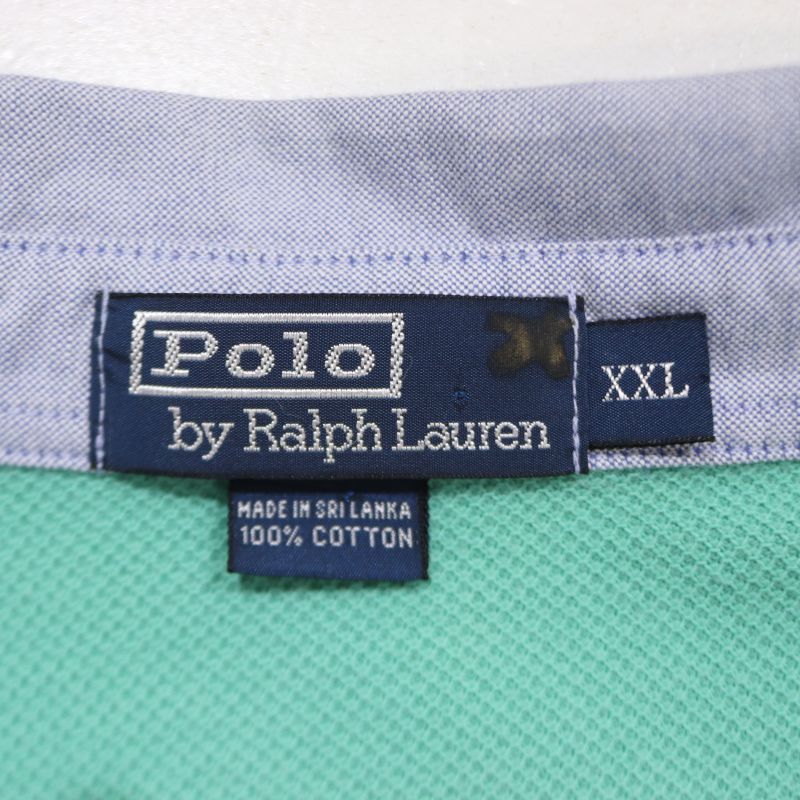 Polo
by Ralph Lauren
XXL
MADE IN SRI LANKA
100% COTTON